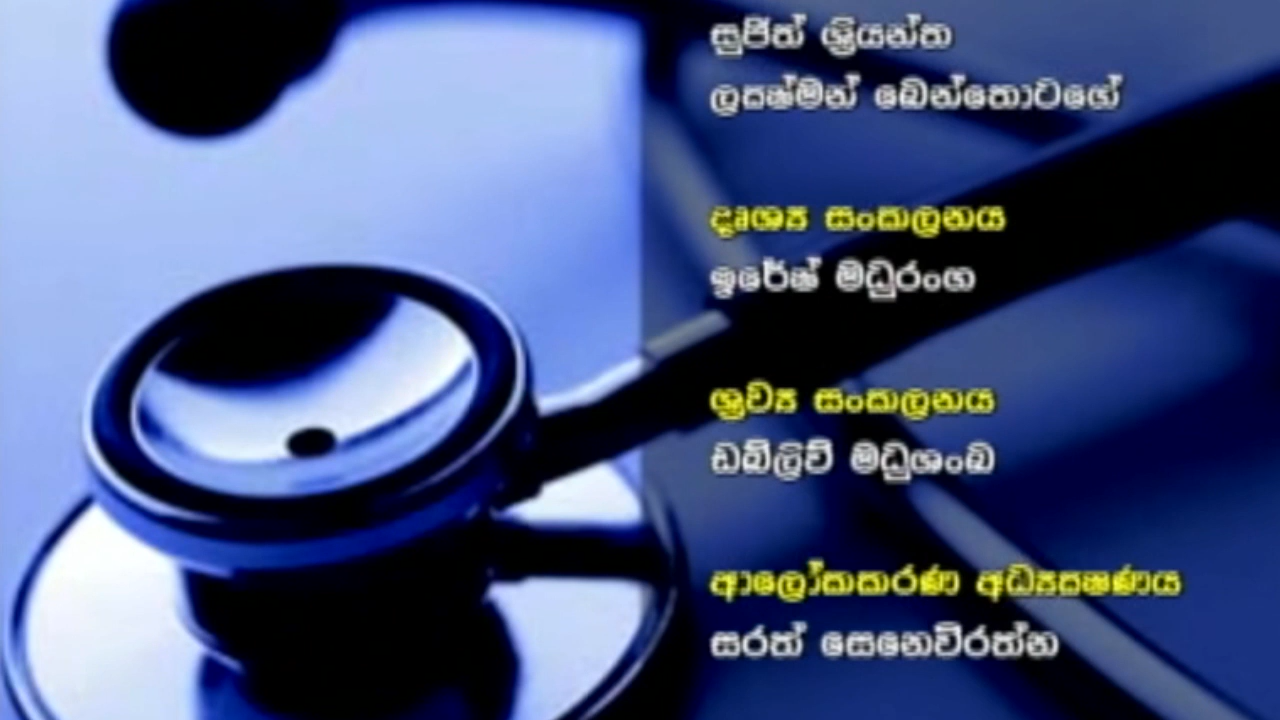 සුජිත් ශ්‍රියන්ත
ලක්ෂ්මන් බෙන්තොටගේ
දෘශ්‍ය සංකලනය
ඉරේෂ් මධුරංග
ශ්‍රව්‍ය සංකලනය
ඩබ්ලිව් මධුශංඛ
ආලෝකකරණ අධ්‍යක්ෂණය
සරත් සෙනෙවිරත්න